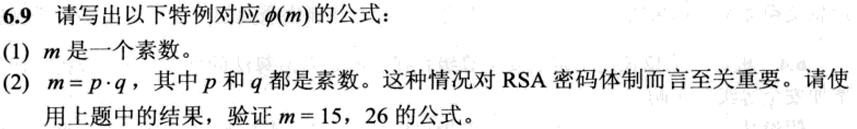 6.9 请写出以下特例对应ϕ(m)的公式：
(1) m 是一个素数。
(2) m = p · q，其中 p 和 q 都是素数。这种情况对 RSA 密码体制而言至关重要。请使
用上题中的结果，验证 m = 15，26 的公式。